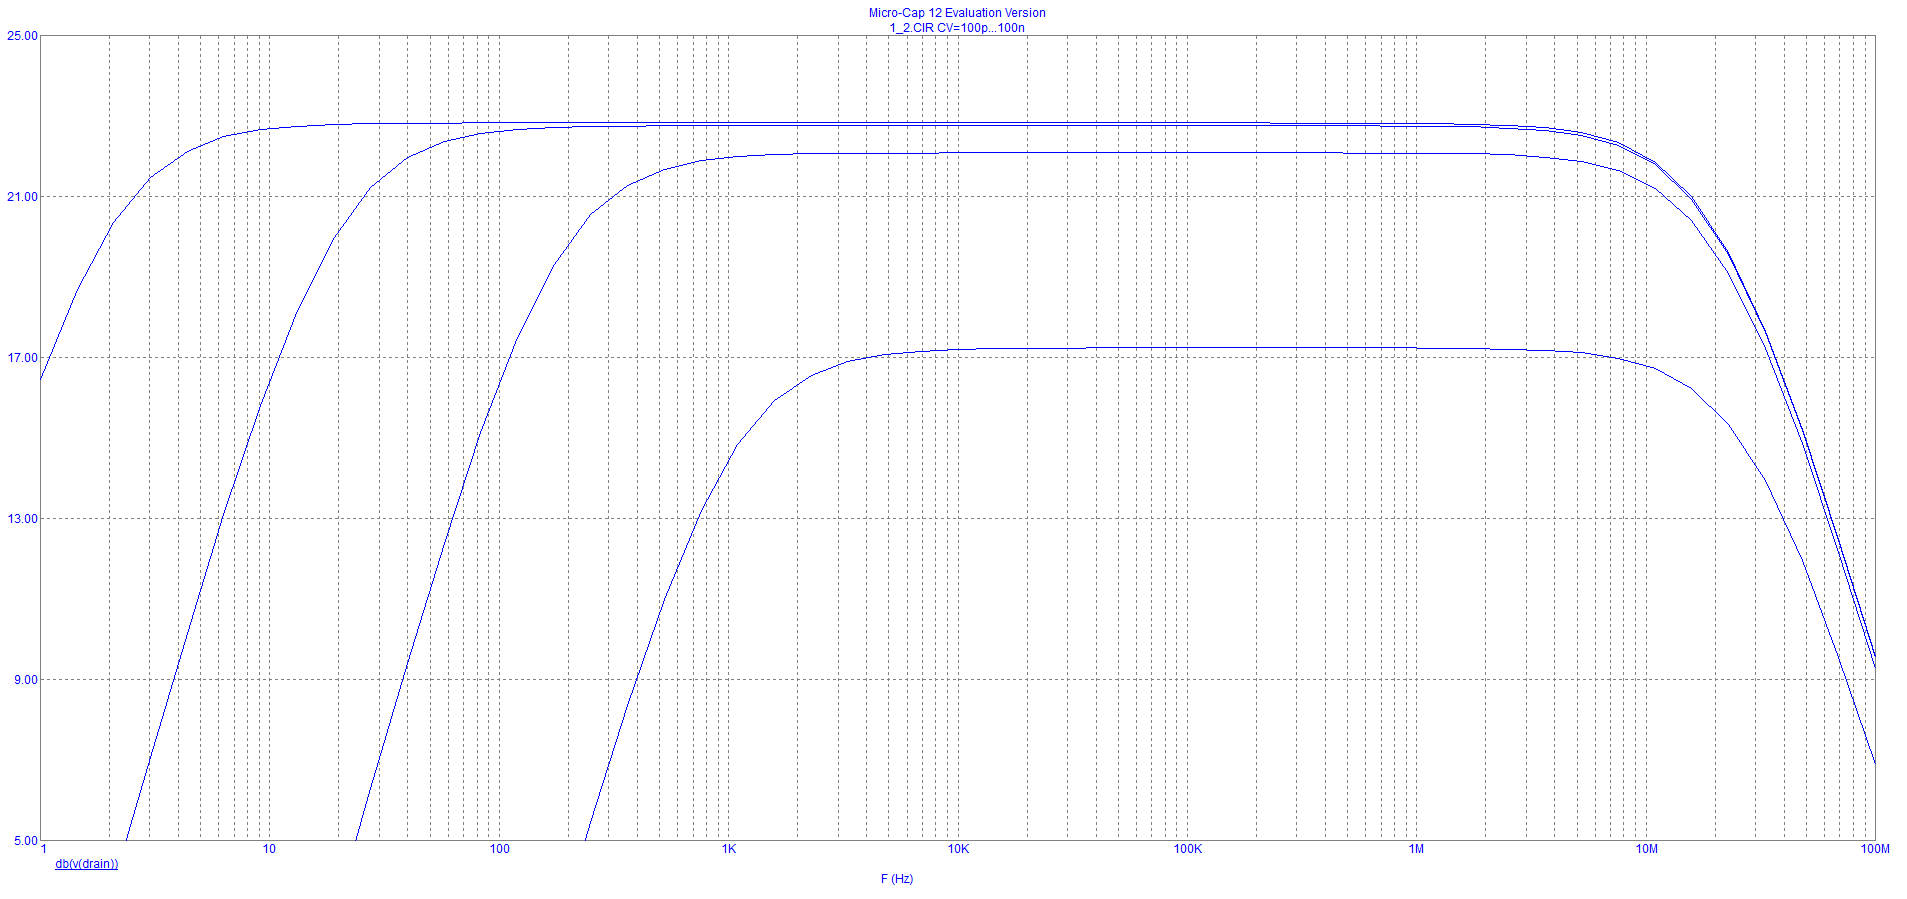 Micro-Cap 12 Evaluation Version
1_2.CIR CV=100p...100n
25.00
21.00
17.00
13.00
9.00
5.00
1 10 100 1K 10K 100K 1M 10M 100M
db(v(drain))
F (Hz)